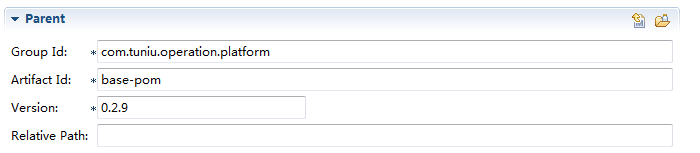 Parent
Group Id: * com.tuniu.operation.platform
Artifact Id: * base-pom
Version: * 0.2.9
Relative Path: